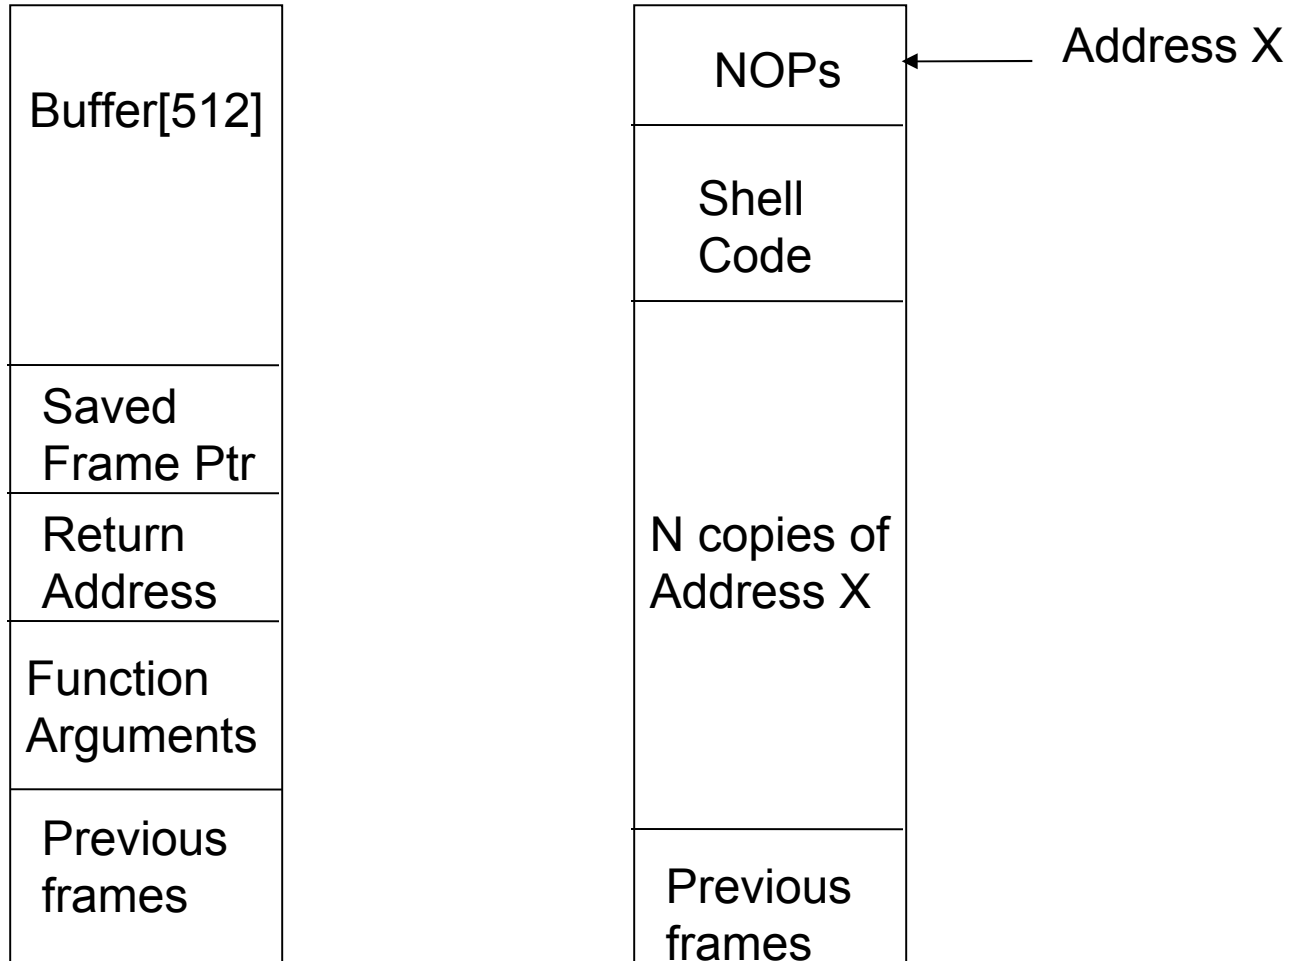 Buffer[512]
Saved
Frame Ptr
Return
Address
Function
Arguments
Previous
frames
NOPs
Address X
Shell
Code
N copies of
Address X
Previous
frames